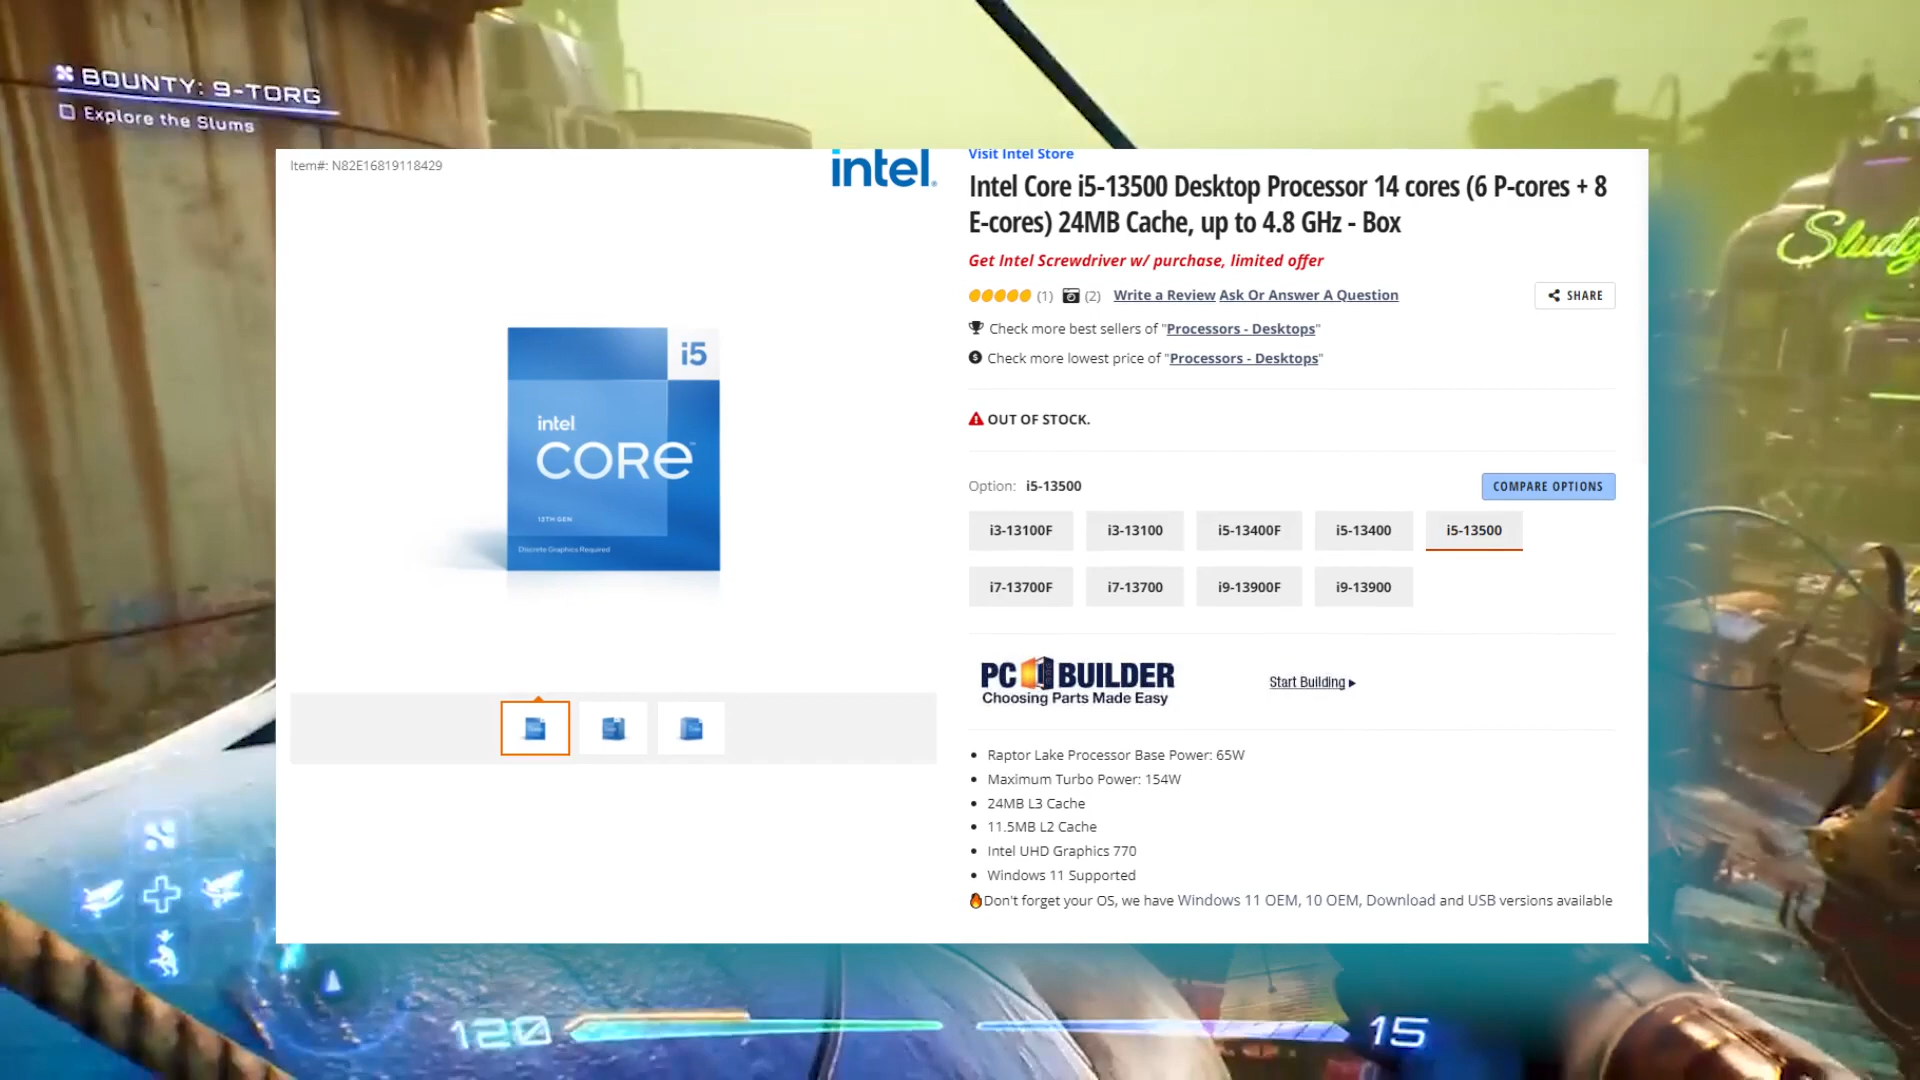 BOUNTY: 9-TORG
Explore the Slums
Item#: N82E16819118429
intel
Visit Intel Store
Intel Core i5-13500 Desktop Processor 14 cores (6 P-cores + 8
E-cores) 24MB Cache, up to 4.8 GHz - Box
Get Intel Screwdriver w/ purchase, limited offer
(1) (2) Write a Review Ask Or Answer A Question
SHARE
Check more best sellers of "Processors - Desktops"
Check more lowest price of "Processors - Desktops"
OUT OF STOCK.
Option: i5-13500
COMPARE OPTIONS
i3-13100F i3-13100 i5-13400F i5-13400 i5-13500
i7-13700F i7-13700 i9-13900F i9-13900
i5
intel
CORE
13TH GEN
Discrete Graphics Required
PC BUILDER
Choosing Parts Made Easy
Start Building
Raptor Lake Processor Base Power: 65W
Maximum Turbo Power: 154W
24MB L3 Cache
11.5MB L2 Cache
Intel UHD Graphics 770
Windows 11 Supported
Don't forget your OS, we have Windows 11 OEM, 10 OEM, Download and USB versions available
120
15